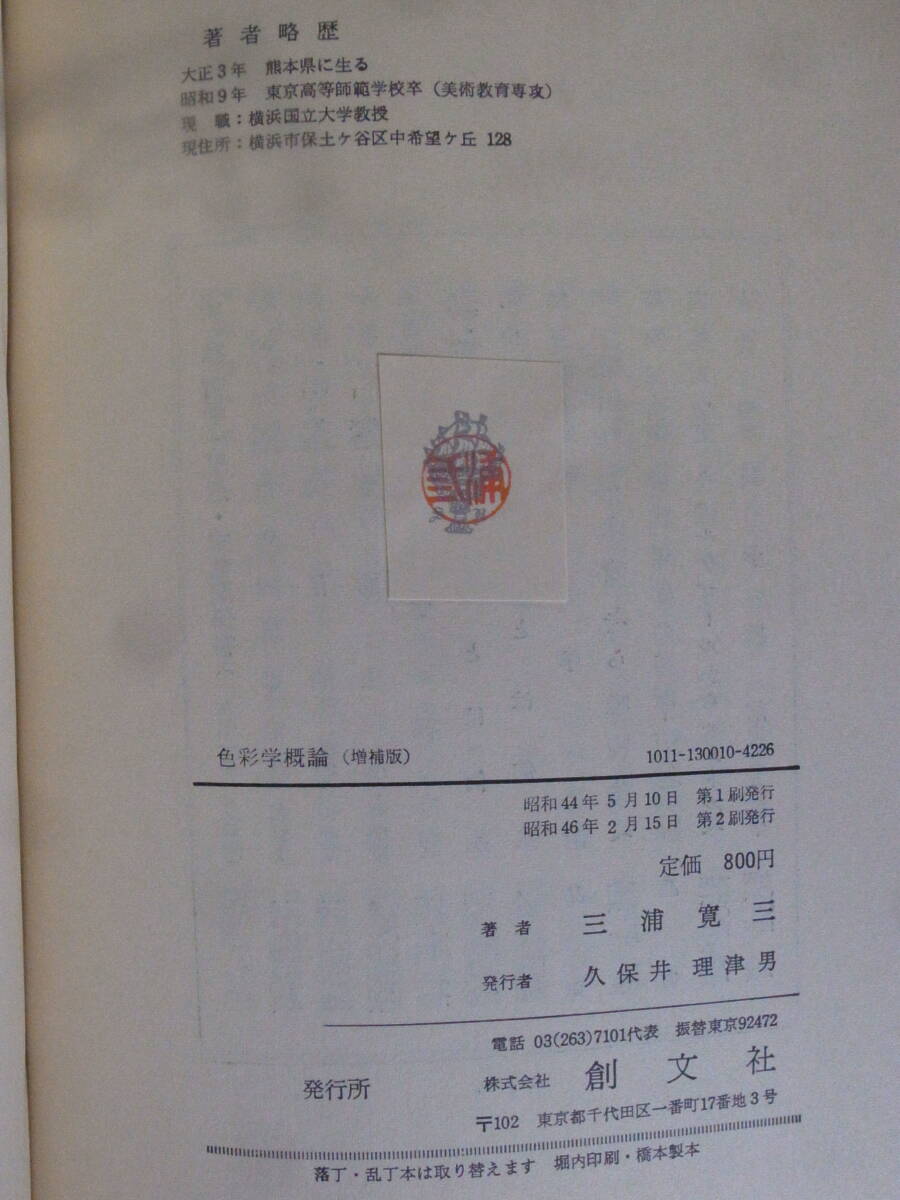 著者略歴
大正3年 熊本県に生る
昭和9年 東京高等師範学校卒（美術教育専攻）
現 職：横浜国立大学教授
現住所：横浜市保土ケ谷区中希望ケ丘 128
色彩学概論（増補版） 1011-130010-4226
昭和44年5月10日 第1刷発行
昭和46年2月15日 第2刷発行
定価 800円
著者 三浦寛三
発行者 久保井理津男
電話 03(263)7101代表 振替東京92472
発行所 株式会社 創文社
〒102 東京都千代田区一番町17番地3号
落丁・乱丁本は取り替えます 堀内印刷・橋本製本